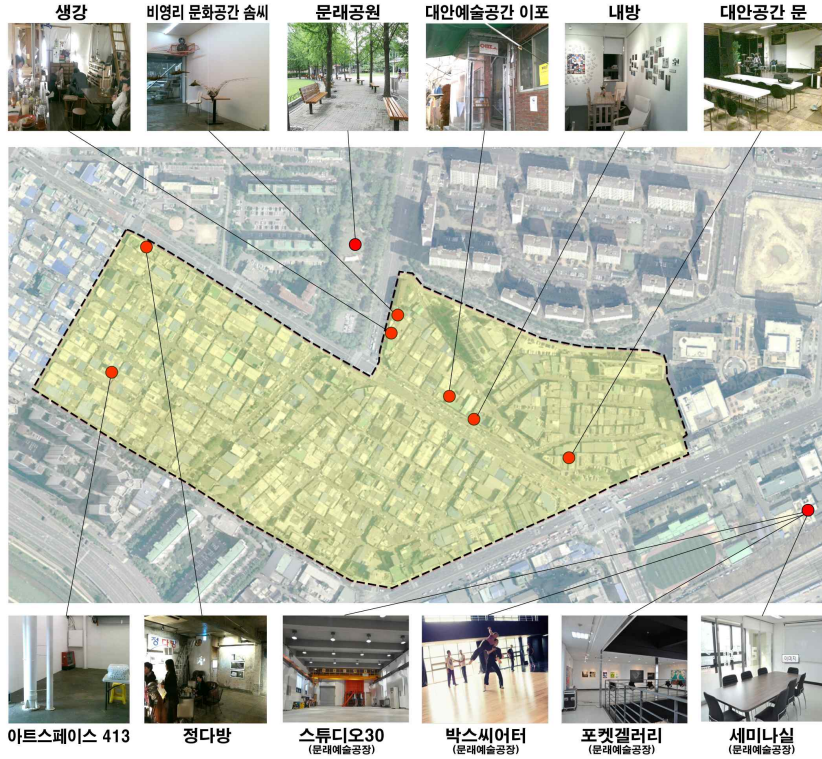 생강
비영리 문화공간 솜씨
문래공원
대안예술공간 이포
내방
대안공간 문
정다방
아트스페이스 413
정다방
스튜디오30
(문래예술공장)
박스씨어터
(문래예술공장)
포켓겔러리
(문래예술공장)
세미나실
(문래예술공장)